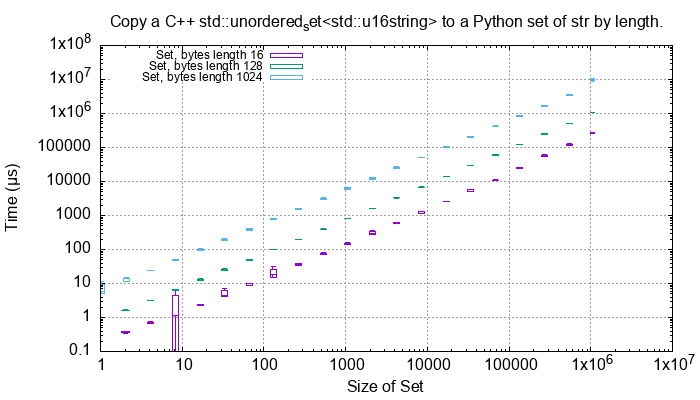 Copy a C++ std::unordered_set<std::u16string> to a Python set of str by length.
Set, bytes length 16
Set, bytes length 128
Set, bytes length 1024
1x10^8
1x10^7
1x10^6
100000
10000
1000
100
10
1
0.1
Time (µs)
1 10 100 1000 10000 100000 1x10^6 1x10^7
Size of Set